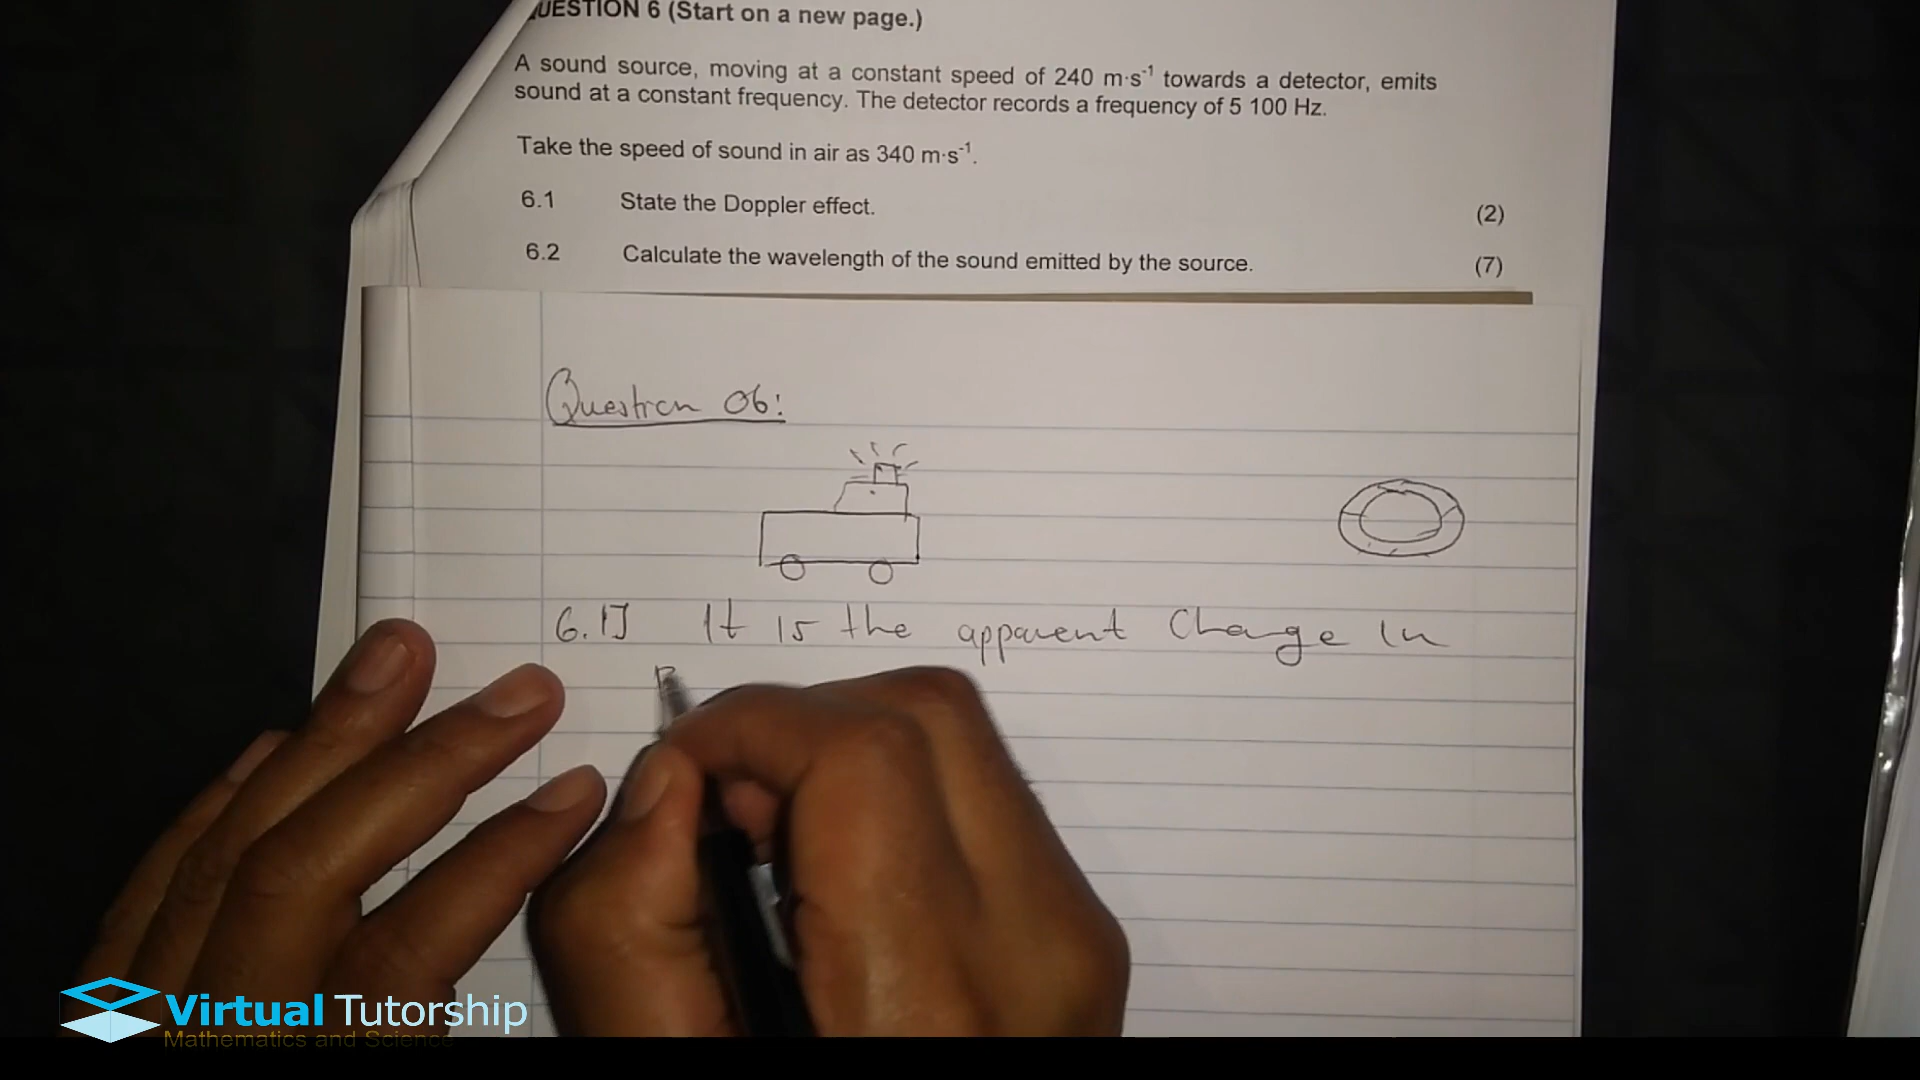 QUESTION 6 (Start on a new page.)
A sound source, moving at a constant speed of 240 m·s⁻¹ towards a detector, emits
sound at a constant frequency. The detector records a frequency of 5 100 Hz.
Take the speed of sound in air as 340 m·s⁻¹.
6.1 State the Doppler effect. (2)
6.2 Calculate the wavelength of the sound emitted by the source. (7)
Question 06:
6.1] It is the apparent Change In
Virtual Tutorship
Mathematics and Science